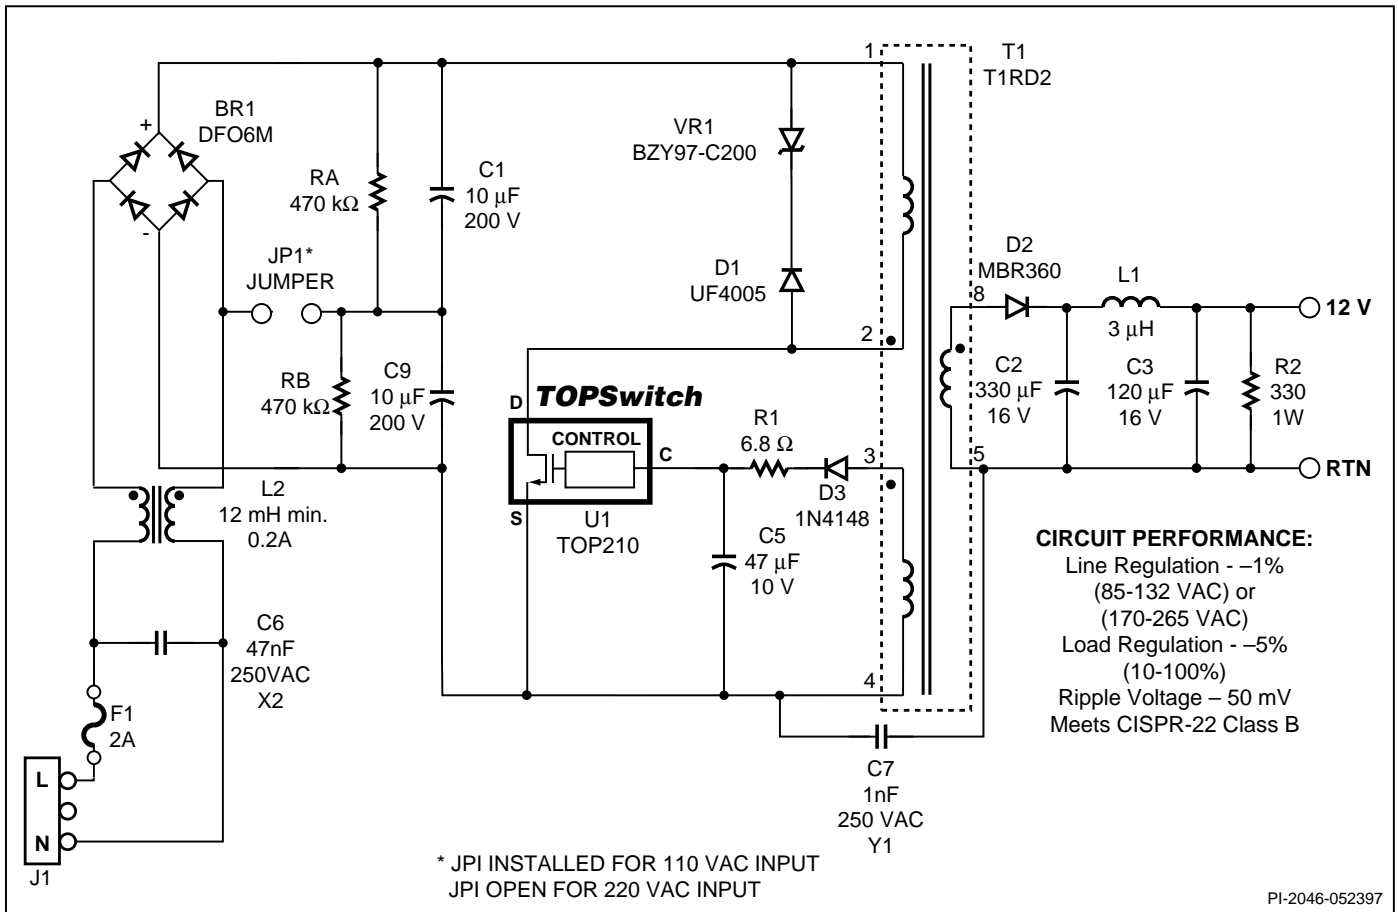 1
T1
T1RD2
BR1
DFO6M
+
-
VR1
BZY97-C200
RA
470 kΩ
C1
10 µF
200 V
JP1*
JUMPER
D1
UF4005
D2
MBR360
L1
3 µH
8
12 V
2
RB
470 kΩ
C9
10 µF
200 V
TOPSwitch
D
CONTROL
C
S
U1
TOP210
R1
6.8 Ω
3
D3
1N4148
C2
330 µF
16 V
C3
120 µF
16 V
R2
330
1W
5
RTN
L2
12 mH min.
0.2A
C5
47 µF
10 V
CIRCUIT PERFORMANCE:
Line Regulation - –1%
(85-132 VAC) or
(170-265 VAC)
Load Regulation - –5%
(10-100%)
Ripple Voltage – 50 mV
Meets CISPR-22 Class B
C6
47nF
250VAC
X2
4
F1
2A
L
N
J1
C7
1nF
250 VAC
Y1
* JPI INSTALLED FOR 110 VAC INPUT
JPI OPEN FOR 220 VAC INPUT
PI-2046-052397